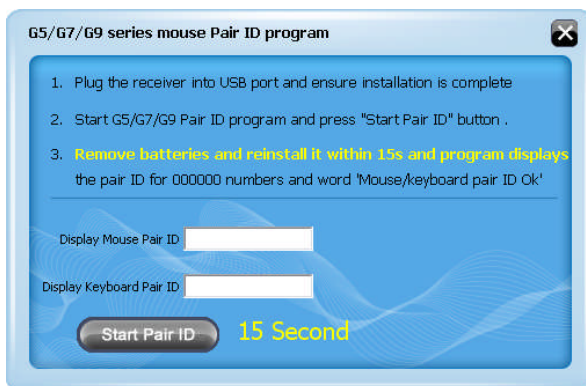 G5/G7/G9 series mouse Pair ID program
1. Plug the receiver into USB port and ensure installation is complete
2. Start G5/G7/G9 Pair ID program and press "Start Pair ID" button .
3. Remove batteries and reinstall it within 15s and program displays
the pair ID for 000000 numbers and word 'Mouse/keyboard pair ID Ok'
Display Mouse Pair ID
Display Keyboard Pair ID
Start Pair ID 15 Second